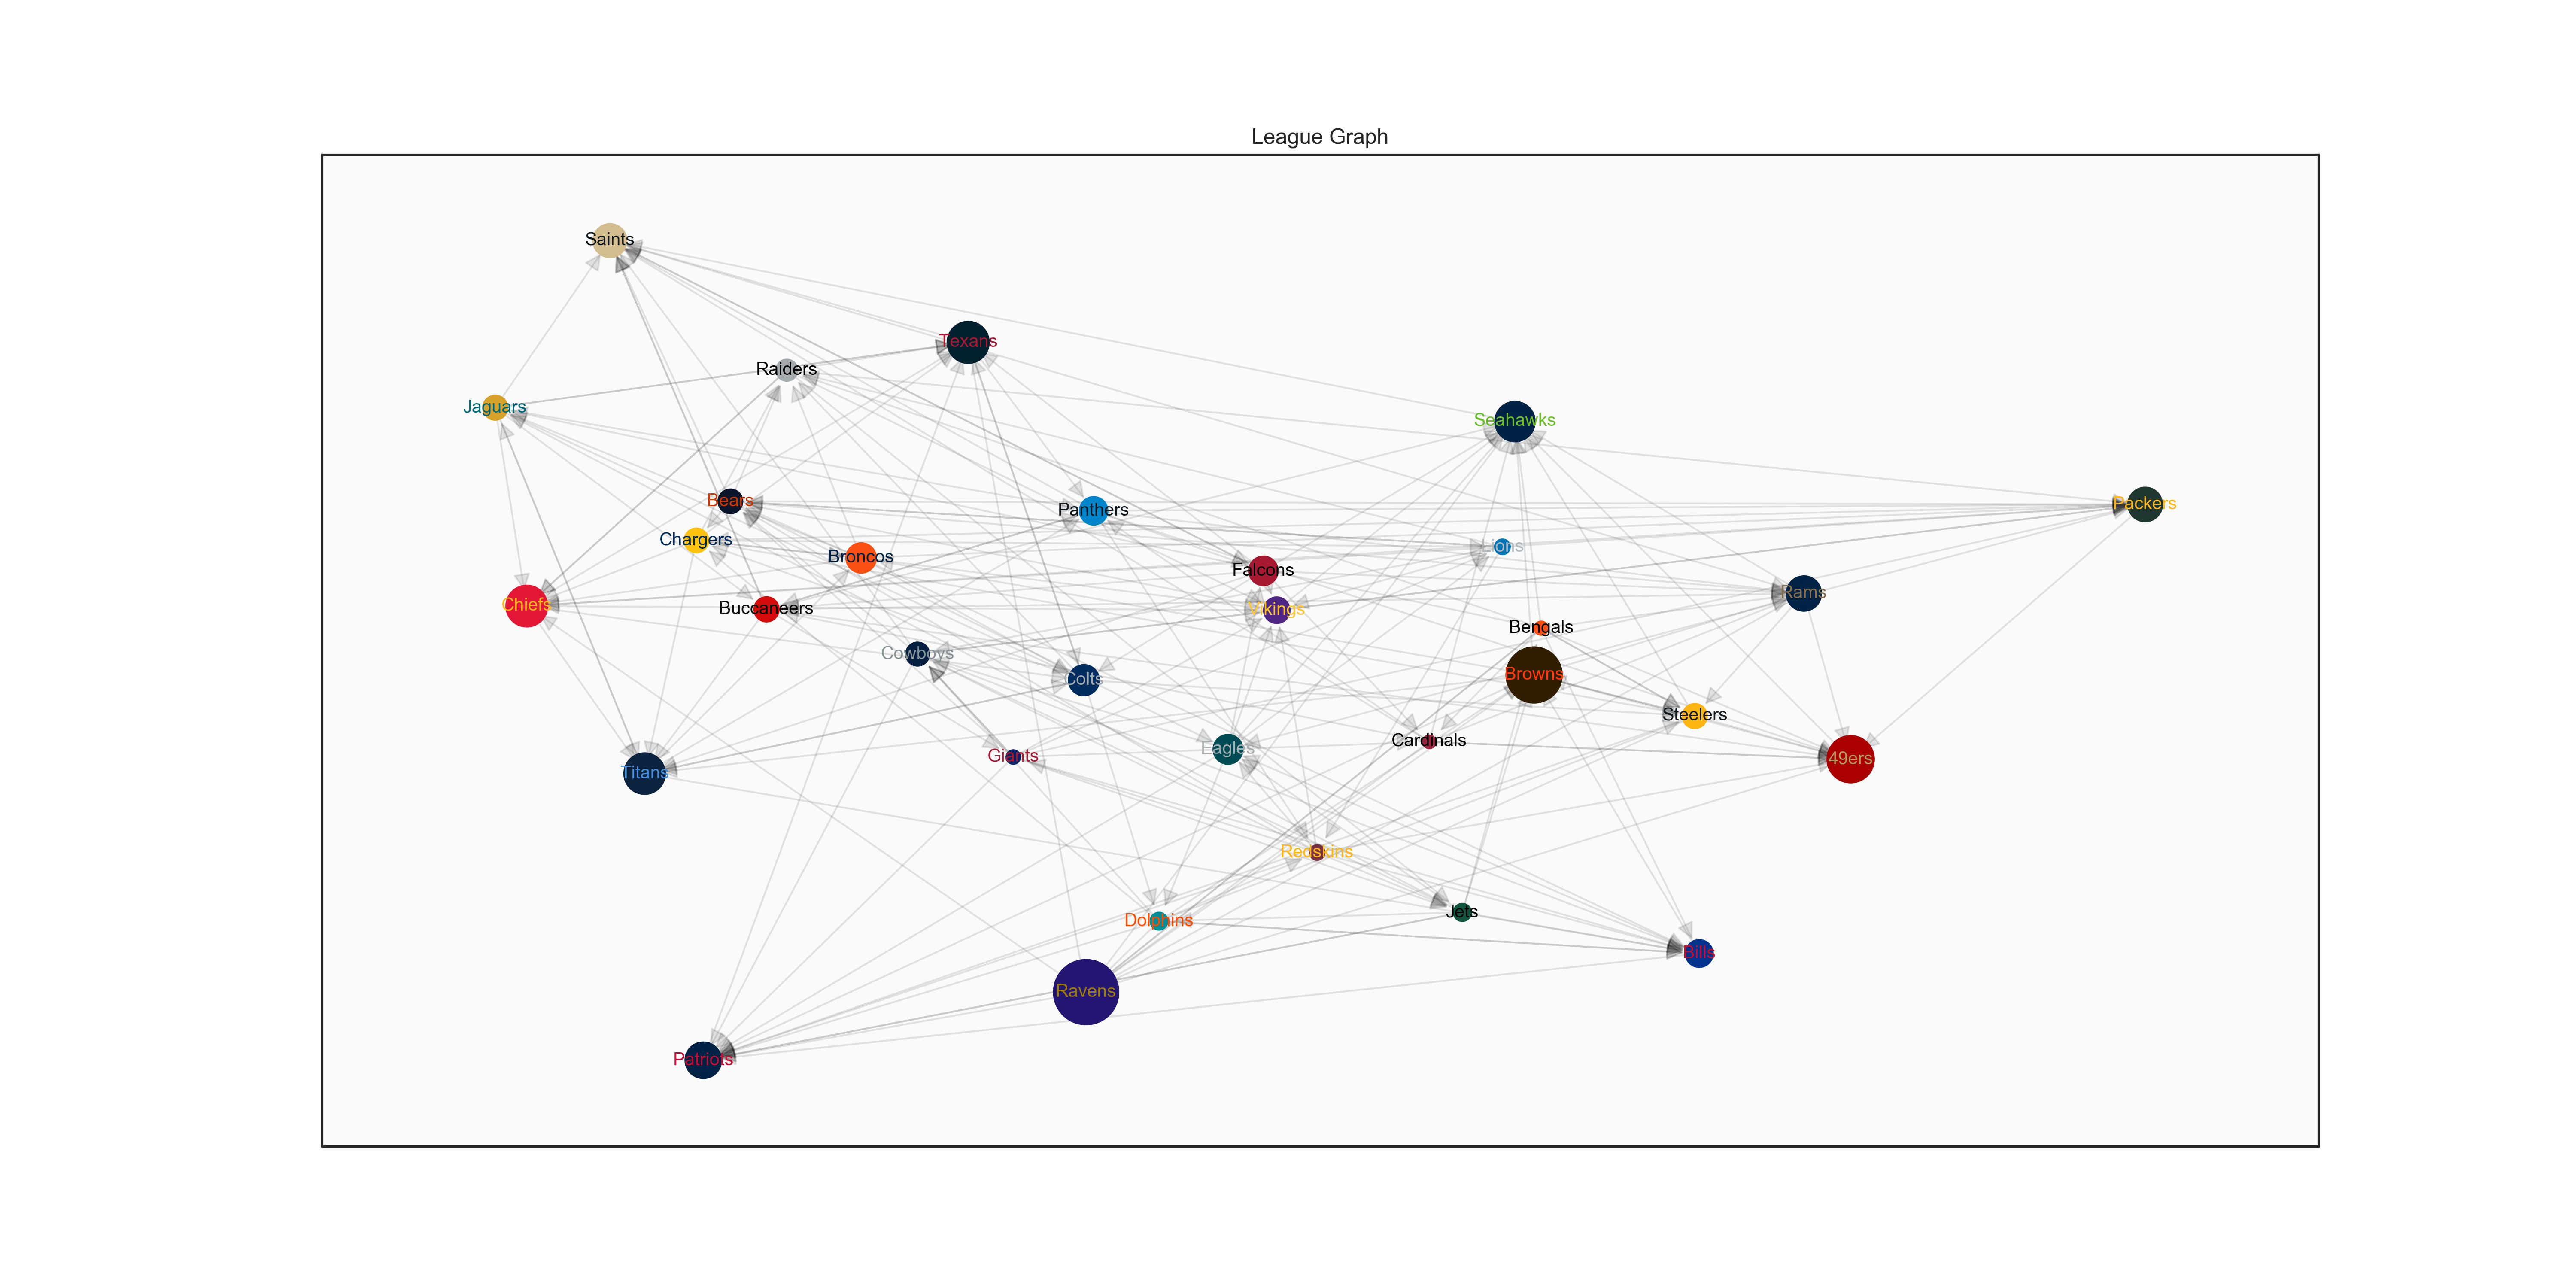 League Graph
Saints
Texans
Raiders
Jaguars
Seahawks
Bears
Packers
Panthers
Chargers
Lions
Broncos
Falcons
Rams
Chiefs
Buccaneers
Vikings
Bengals
Cowboys
Browns
Colts
Steelers
Cardinals
Eagles
Giants
49ers
Titans
Redskins
Jets
Dolphins
Bills
Ravens
Patriots